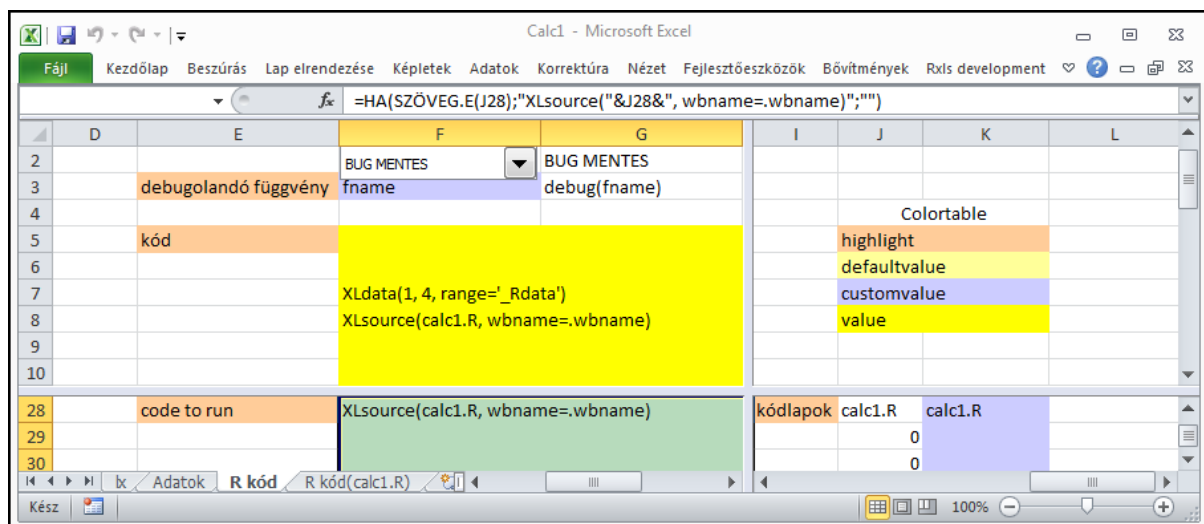 Calc1 - Microsoft Excel
Fájl Kezdőlap Beszúrás Lap elrendezése Képletek Adatok Korrektúra Nézet Fejlesztőeszközök Bővítmények Rxls development
fx =HA(SZÖVEG.E(J28);"XLsource("&J28&", wbname=.wbname)";"")
D E F G I J K L
2 BUG MENTES BUG MENTES
3 debugolandó függvény fname debug(fname)
4 Colortable
5 kód highlight
6 defaultvalue
7 XLdata(1, 4, range='_Rdata') customvalue
8 XLsource(calc1.R, wbname=.wbname) value
9
10
28 code to run XLsource(calc1.R, wbname=.wbname) kódlapok calc1.R calc1.R
29 0
30 0
Adatok R kód R kód(calc1.R)
Kész 100%